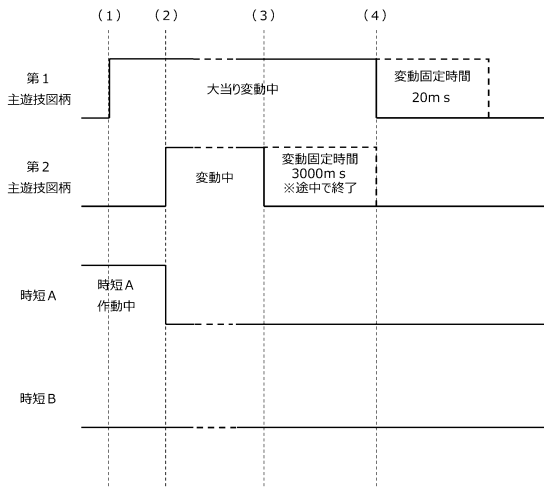 (1) (2) (3) (4)
第1
主遊技図柄
大当り変動中
変動固定時間
20ms
第2
主遊技図柄
変動中
変動固定時間
3000ms
※途中で終了
時短A
時短A
作動中
時短B